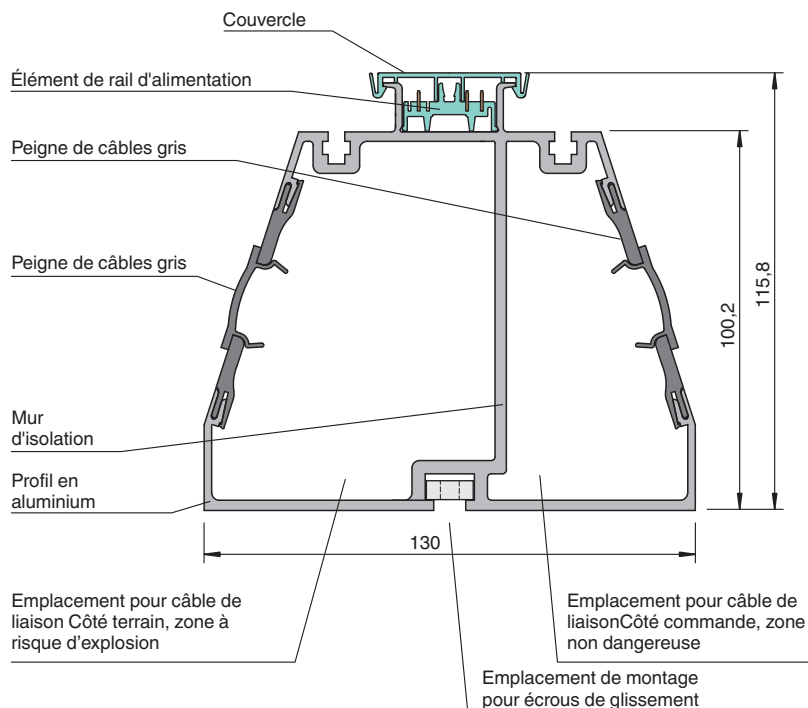 Couvercle
Élément de rail d'alimentation
Peigne de câbles gris
Peigne de câbles gris
100,2
115,8
Mur
d'isolation
Profil en
aluminium
130
Emplacement pour câble de
liaison Côté terrain, zone à
risque d'explosion
Emplacement pour câble de
liaisonCôté commande, zone
non dangereuse
Emplacement de montage
pour écrous de glissement